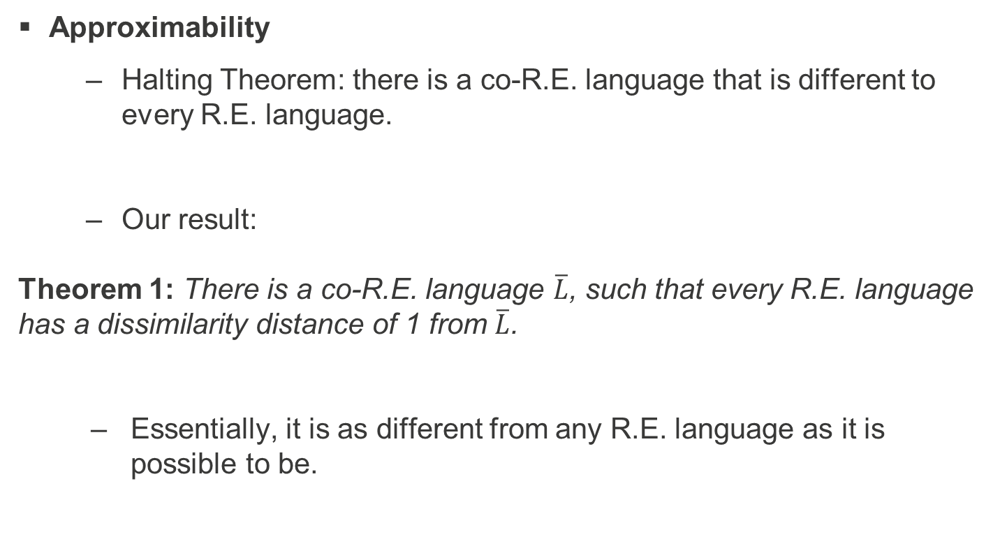 ▪ Approximability
– Halting Theorem: there is a co-R.E. language that is different to
every R.E. language.
– Our result:
Theorem 1: There is a co-R.E. language L̅, such that every R.E. language
has a dissimilarity distance of 1 from L̅.
– Essentially, it is as different from any R.E. language as it is
possible to be.